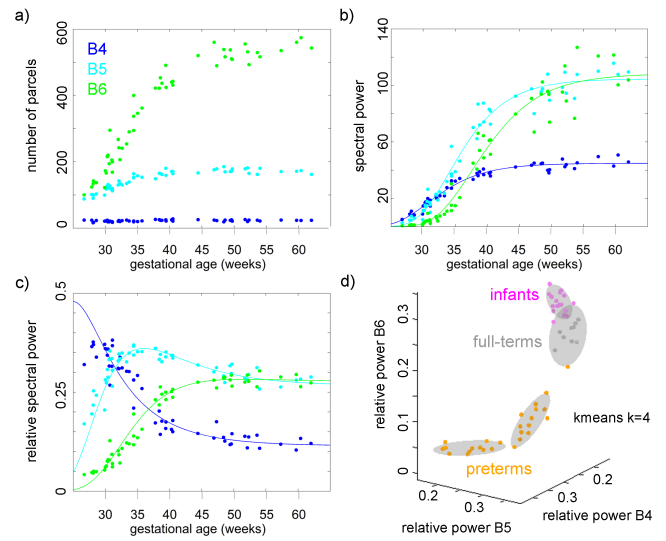 a)
600
400
200
0
number of parcels
B4
B5
B6
30 35 40 45 50 55 60
gestational age (weeks)
b)
140
100
60
20
spectral power
25 30 35 40 45 50 55 60
gestational age (weeks)
c)
0.5
0.25
0
relative spectral power
30 35 40 45 50 55 60
gestational age (weeks)
d)
infants
full-terms
preterms
kmeans k=4
0.3
0.2
0.1
0
relative power B6
0.2 0.3
relative power B5
0.3 0.2
relative power B4